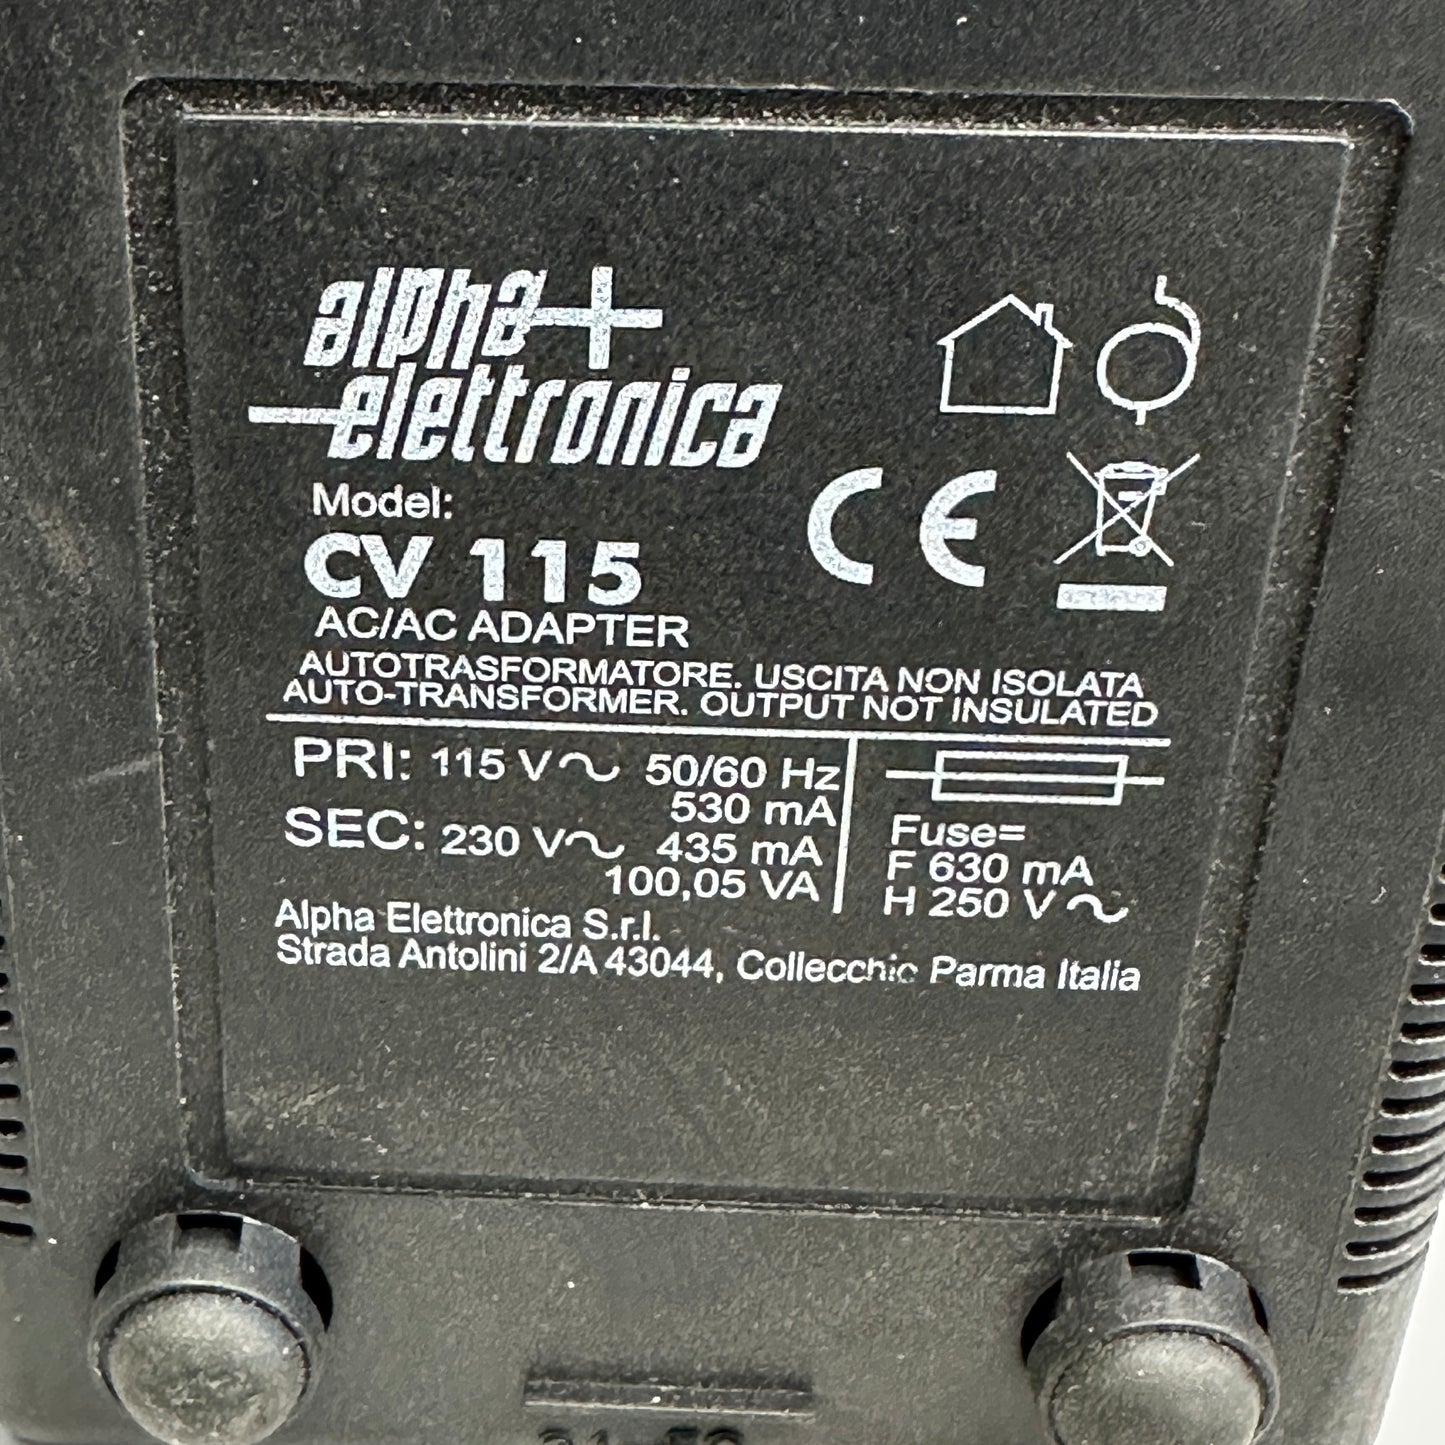 alpha
elettronica
Model:
CV 115
AC/AC ADAPTER
AUTOTRASFORMATORE. USCITA NON ISOLATA
AUTO-TRANSFORMER. OUTPUT NOT INSULATED
PRI: 115 V~ 50/60 Hz
530 mA
SEC: 230 V~ 435 mA
100,05 VA
Fuse=
F 630 mA
H 250 V~
Alpha Elettronica S.r.l.
Strada Antolini 2/A 43044, Collecchio Parma Italia
CE